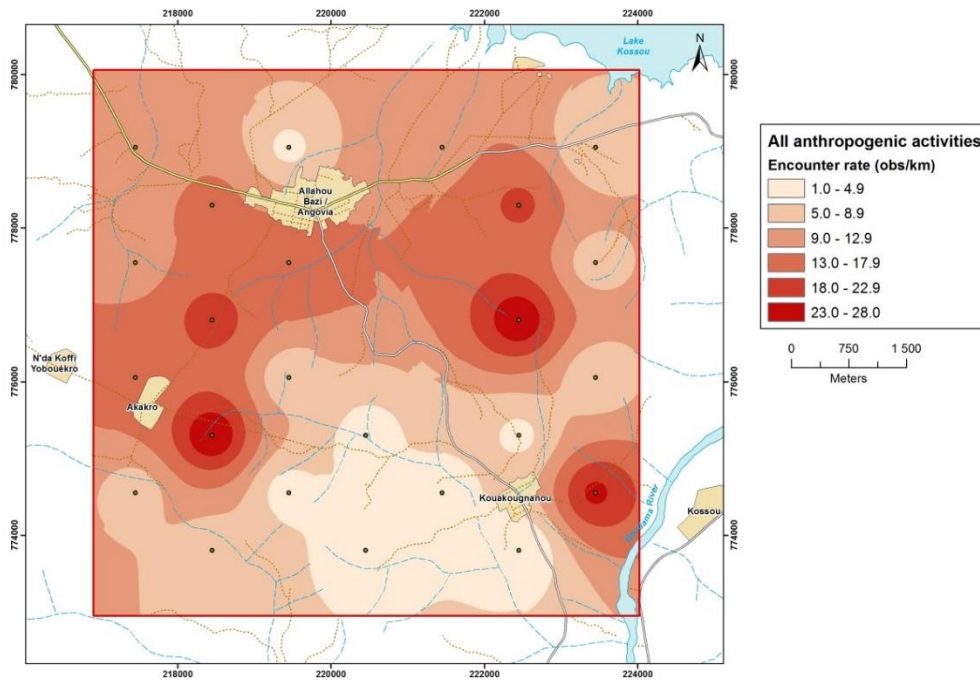 218000 220000 222000 224000
Lake
Kossou
N
780000 780000
Allahou
Bazi /
Angovia
778000 778000
N'da Koffi
Yobouékro
776000 776000
Akakro
Kouakougnanou
Bandama River
Kossou
774000 774000
218000 220000 222000 224000
All anthropogenic activities
Encounter rate (obs/km)
1.0 - 4.9
5.0 - 8.9
9.0 - 12.9
13.0 - 17.9
18.0 - 22.9
23.0 - 28.0
0 750 1 500
Meters